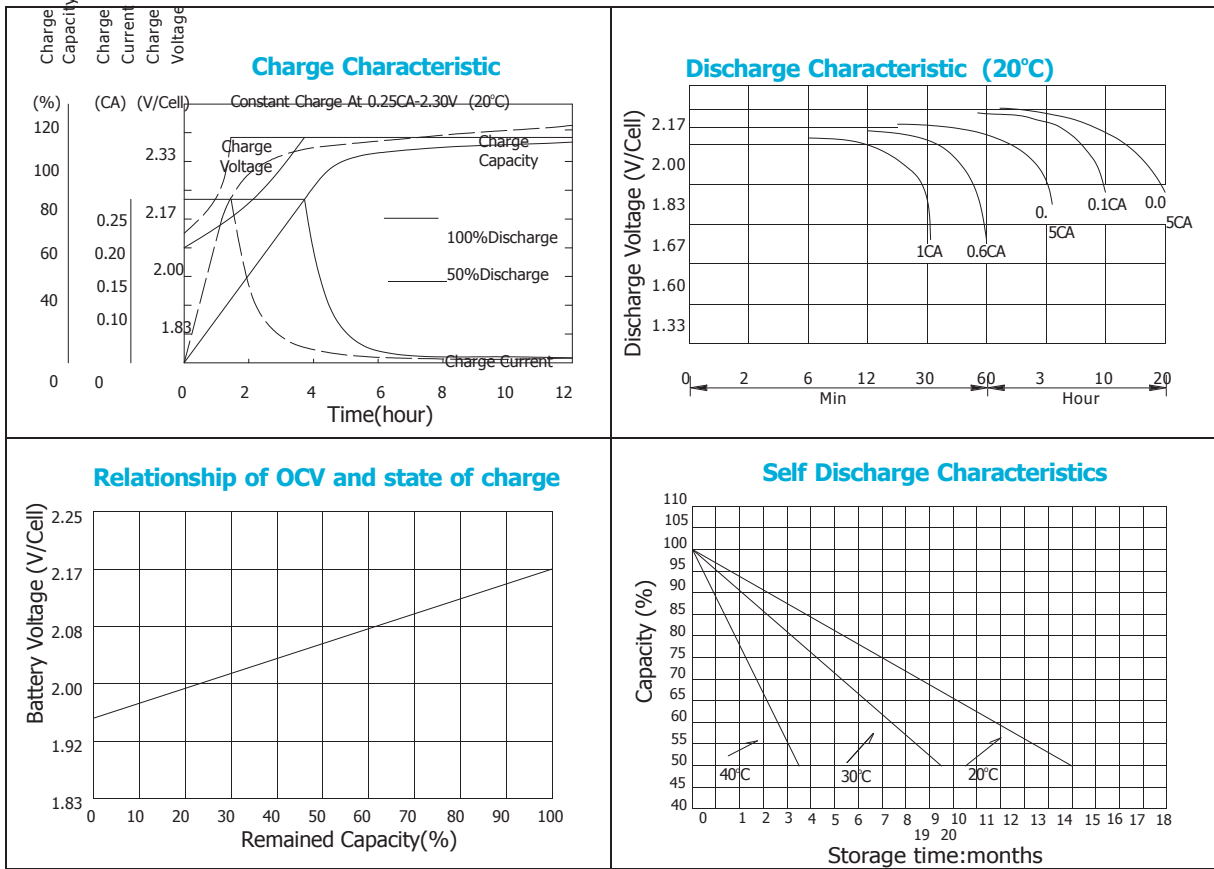 Charge
Capacity
Charge
Current
Charge
Voltage
Charge Characteristic
(%) (CA) (V/Cell) Constant Charge At 0.25CA-2.30V (20°C)
120
Charge
Voltage
Charge
Capacity
2.33
100
80
0.25
2.17
100%Discharge
60
0.20
2.00
50%Discharge
40
0.15
0.10
1.83
Charge Current
0 0
0 2 4 6 8 10 12
Time(hour)
Discharge Characteristic (20°C)
Discharge Voltage (V/Cell)
2.17
2.00
1.83
1.67
1.60
1.33
1CA 0.6CA 0. 5CA 0.1CA 0.0 5CA
0 2 6 12 30 60 3 10 20
Min Hour
Relationship of OCV and state of charge
Battery Voltage (V/Cell)
2.25
2.17
2.08
2.00
1.92
1.83
0 10 20 30 40 50 60 70 80 90 100
Remained Capacity(%)
Self Discharge Characteristics
Capacity (%)
110
105
100
95
90
85
80
75
70
65
60
55
50
45
40
40°C 30°C 20°C
0 1 2 3 4 5 6 7 8 9 10 11 12 13 14 15 16 17 18
19 20
Storage time:months